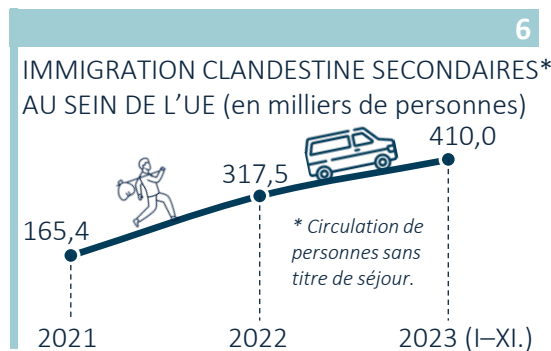 6
IMMIGRATION CLANDESTINE SECONDAIRES*
AU SEIN DE L’UE (en milliers de personnes)
410,0
317,5
165,4
* Circulation de
personnes sans
titre de séjour.
2021 2022 2023 (I–XI.)